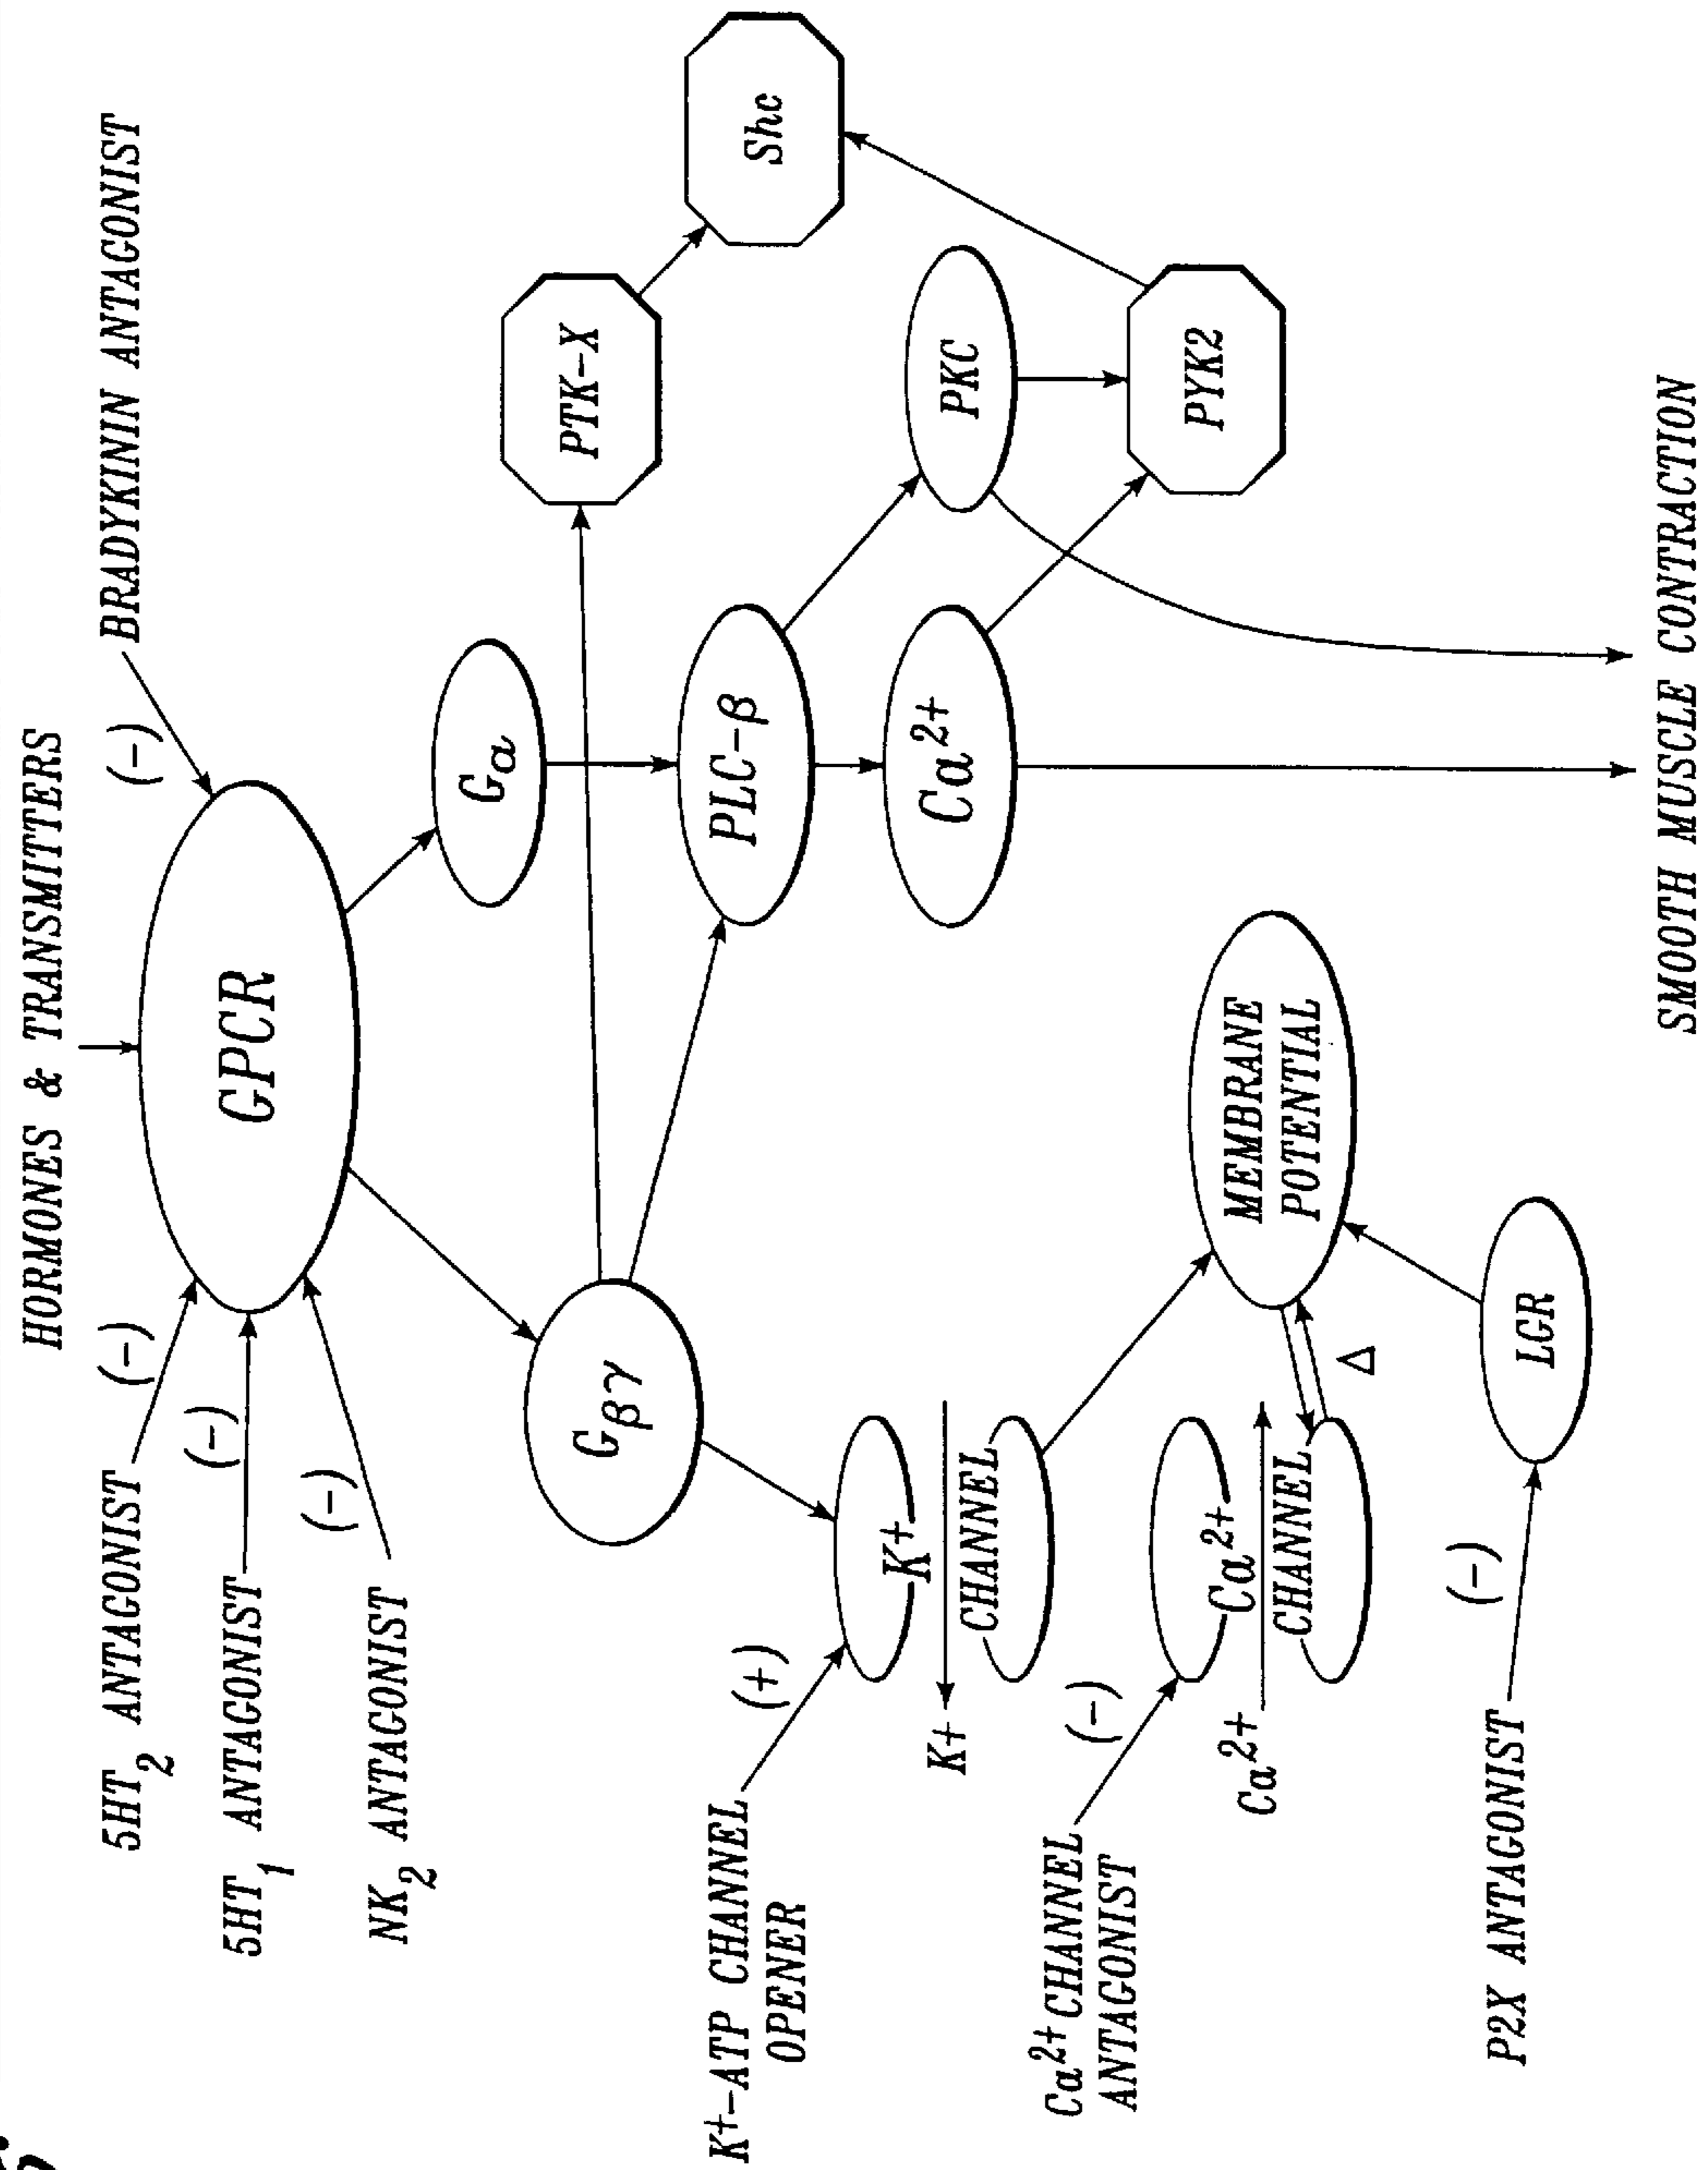 HORMONES & TRANSMITTERS
5HT2 ANTAGONIST
(-)
(-)
BRADYKININ ANTAGONIST
5HT1 ANTAGONIST
(-)
GPCR
NK2 ANTAGONIST
(-)
Gα
Gβγ
PTK-X
Shc
K+-ATP CHANNEL
OPENER
(+)
PLC-β
K+
K+
CHANNEL
Ca2+
PKC
Ca2+ CHANNEL
ANTAGONIST
(-)
Ca2+
Ca2+
CHANNEL
Δ
MEMBRANE
POTENTIAL
PYK2
P2X ANTAGONIST
(-)
LGR
SMOOTH MUSCLE CONTRACTION